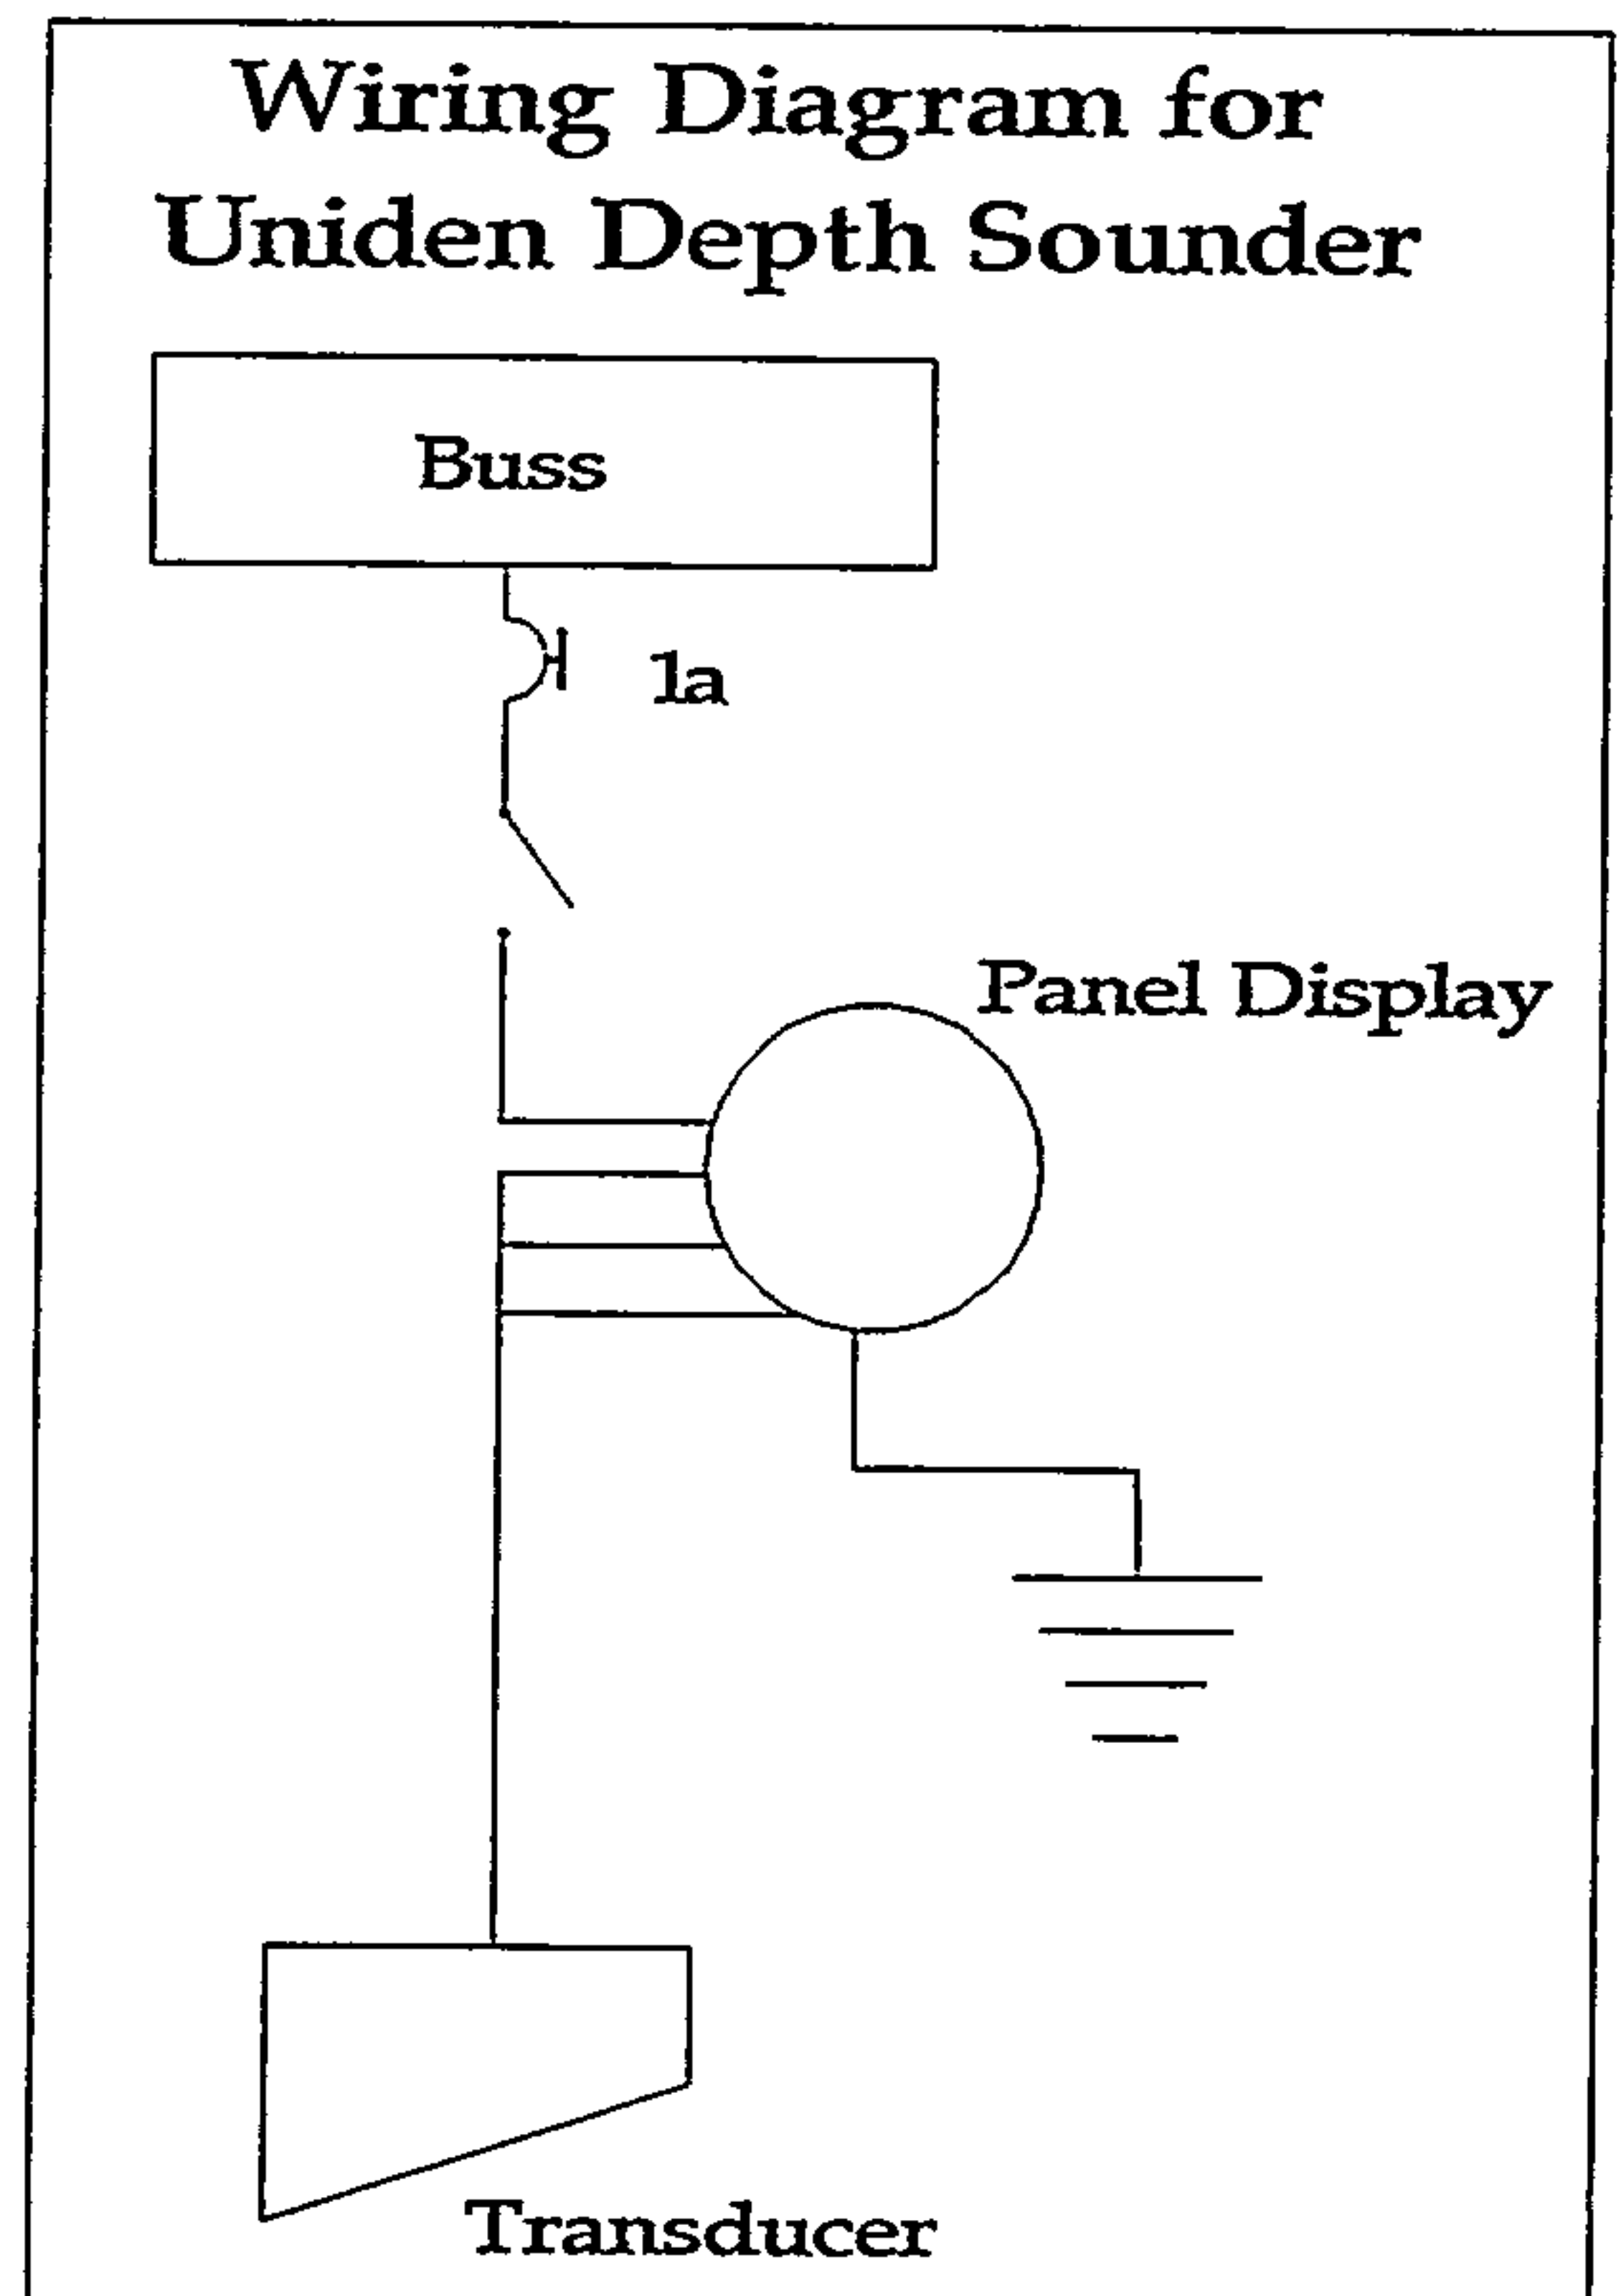 Wiring Diagram for
Uniden Depth Sounder
Buss
1a
Panel Display
Transducer